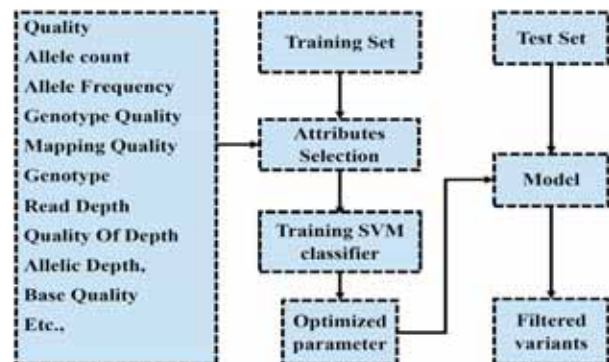 Quality
Allele count
Allele Frequency
Genotype Quality
Mapping Quality
Genotype
Read Depth
Quality Of Depth
Allelic Depth,
Base Quality
Etc.,
Training Set
Attributes
Selection
Training SVM
classifier
Optimized
parameter
Test Set
Model
Filtered
variants